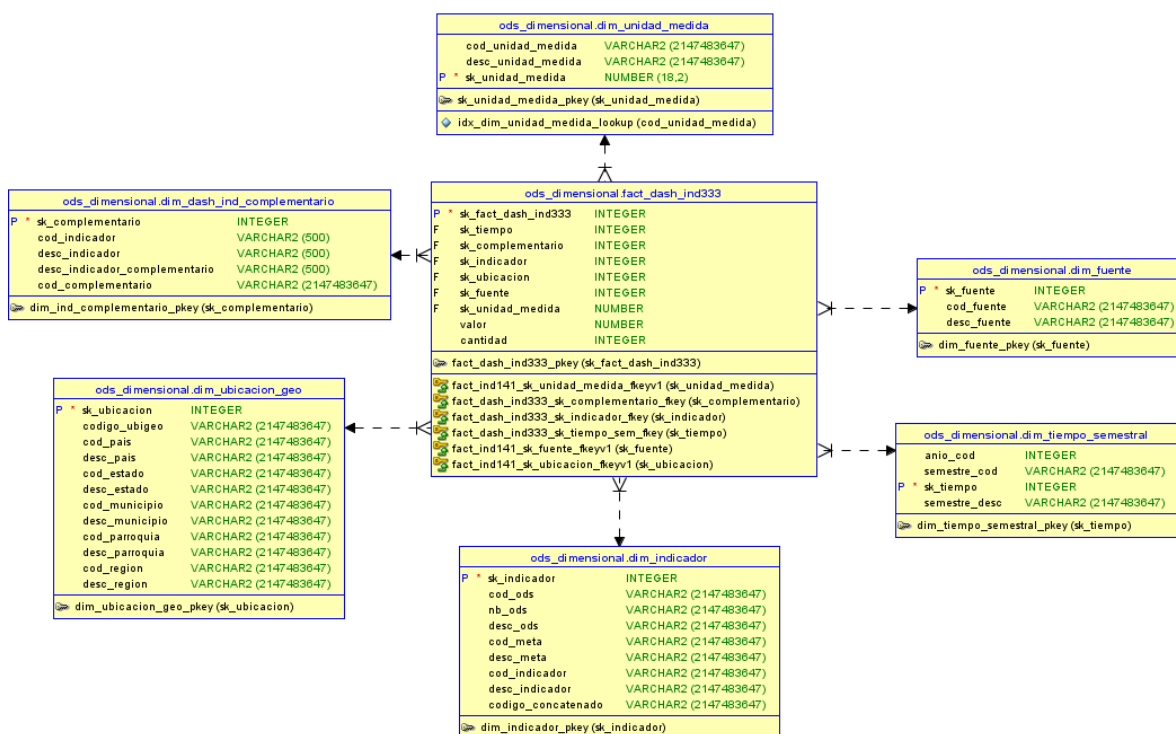 ods_dimensional.dim_unidad_medida
cod_unidad_medida VARCHAR2 (2147483647)
desc_unidad_medida VARCHAR2 (2147483647)
P * sk_unidad_medida NUMBER (18,2)
sk_unidad_medida_pkey (sk_unidad_medida)
idx_dim_unidad_medida_lookup (cod_unidad_medida)
ods_dimensional.dim_dash_ind_complementario
P * sk_complementario INTEGER
cod_indicador VARCHAR2 (500)
desc_indicador VARCHAR2 (500)
desc_indicador_complementario VARCHAR2 (500)
cod_complementario VARCHAR2 (2147483647)
dim_ind_complementario_pkey (sk_complementario)
ods_dimensional.fact_dash_ind333
P * sk_fact_dash_ind333 INTEGER
F sk_tiempo INTEGER
F sk_complementario INTEGER
F sk_indicador INTEGER
F sk_ubicacion INTEGER
F sk_fuente INTEGER
F sk_unidad_medida NUMBER
valor NUMBER
cantidad INTEGER
fact_dash_ind333_pkey (sk_fact_dash_ind333)
fact_ind141_sk_unidad_medida_fkeyv1 (sk_unidad_medida)
fact_dash_ind333_sk_complementario_fkey (sk_complementario)
fact_dash_ind333_sk_indicador_fkey (sk_indicador)
fact_dash_ind333_sk_tiempo_sem_fkey (sk_tiempo)
fact_ind141_sk_fuente_fkeyv1 (sk_fuente)
fact_ind141_sk_ubicacion_fkeyv1 (sk_ubicacion)
ods_dimensional.dim_fuente
P * sk_fuente INTEGER
cod_fuente VARCHAR2 (2147483647)
desc_fuente VARCHAR2 (2147483647)
dim_fuente_pkey (sk_fuente)
ods_dimensional.dim_ubicacion_geo
P * sk_ubicacion INTEGER
codigo_ubigeo VARCHAR2 (2147483647)
cod_pais VARCHAR2 (2147483647)
desc_pais VARCHAR2 (2147483647)
cod_estado VARCHAR2 (2147483647)
desc_estado VARCHAR2 (2147483647)
cod_municipio VARCHAR2 (2147483647)
desc_municipio VARCHAR2 (2147483647)
cod_parroquia VARCHAR2 (2147483647)
desc_parroquia VARCHAR2 (2147483647)
cod_region VARCHAR2 (2147483647)
desc_region VARCHAR2 (2147483647)
dim_ubicacion_geo_pkey (sk_ubicacion)
ods_dimensional.dim_tiempo_semestral
anio_cod INTEGER
semestre_cod VARCHAR2 (2147483647)
P * sk_tiempo INTEGER
semestre_desc VARCHAR2 (2147483647)
dim_tiempo_semestral_pkey (sk_tiempo)
ods_dimensional.dim_indicador
P * sk_indicador INTEGER
cod_ods VARCHAR2 (2147483647)
nb_ods VARCHAR2 (2147483647)
desc_ods VARCHAR2 (2147483647)
cod_meta VARCHAR2 (2147483647)
desc_meta VARCHAR2 (2147483647)
cod_indicador VARCHAR2 (2147483647)
desc_indicador VARCHAR2 (2147483647)
codigo_concatenado VARCHAR2 (2147483647)
dim_indicador_pkey (sk_indicador)